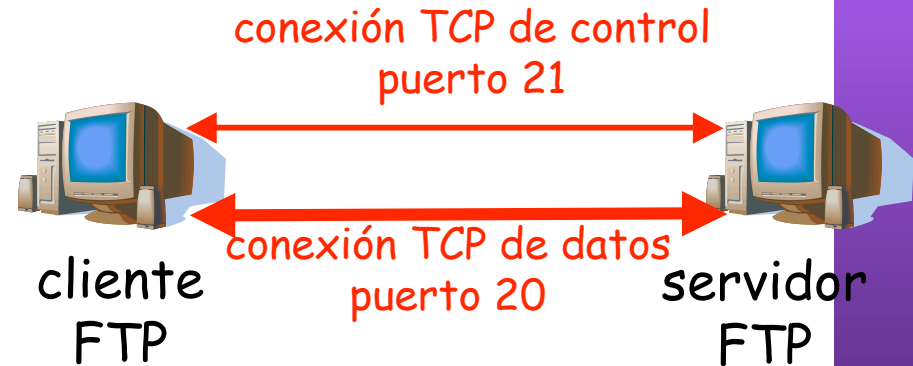 conexión TCP de control
puerto 21
conexión TCP de datos
puerto 20
cliente
FTP
servidor
FTP